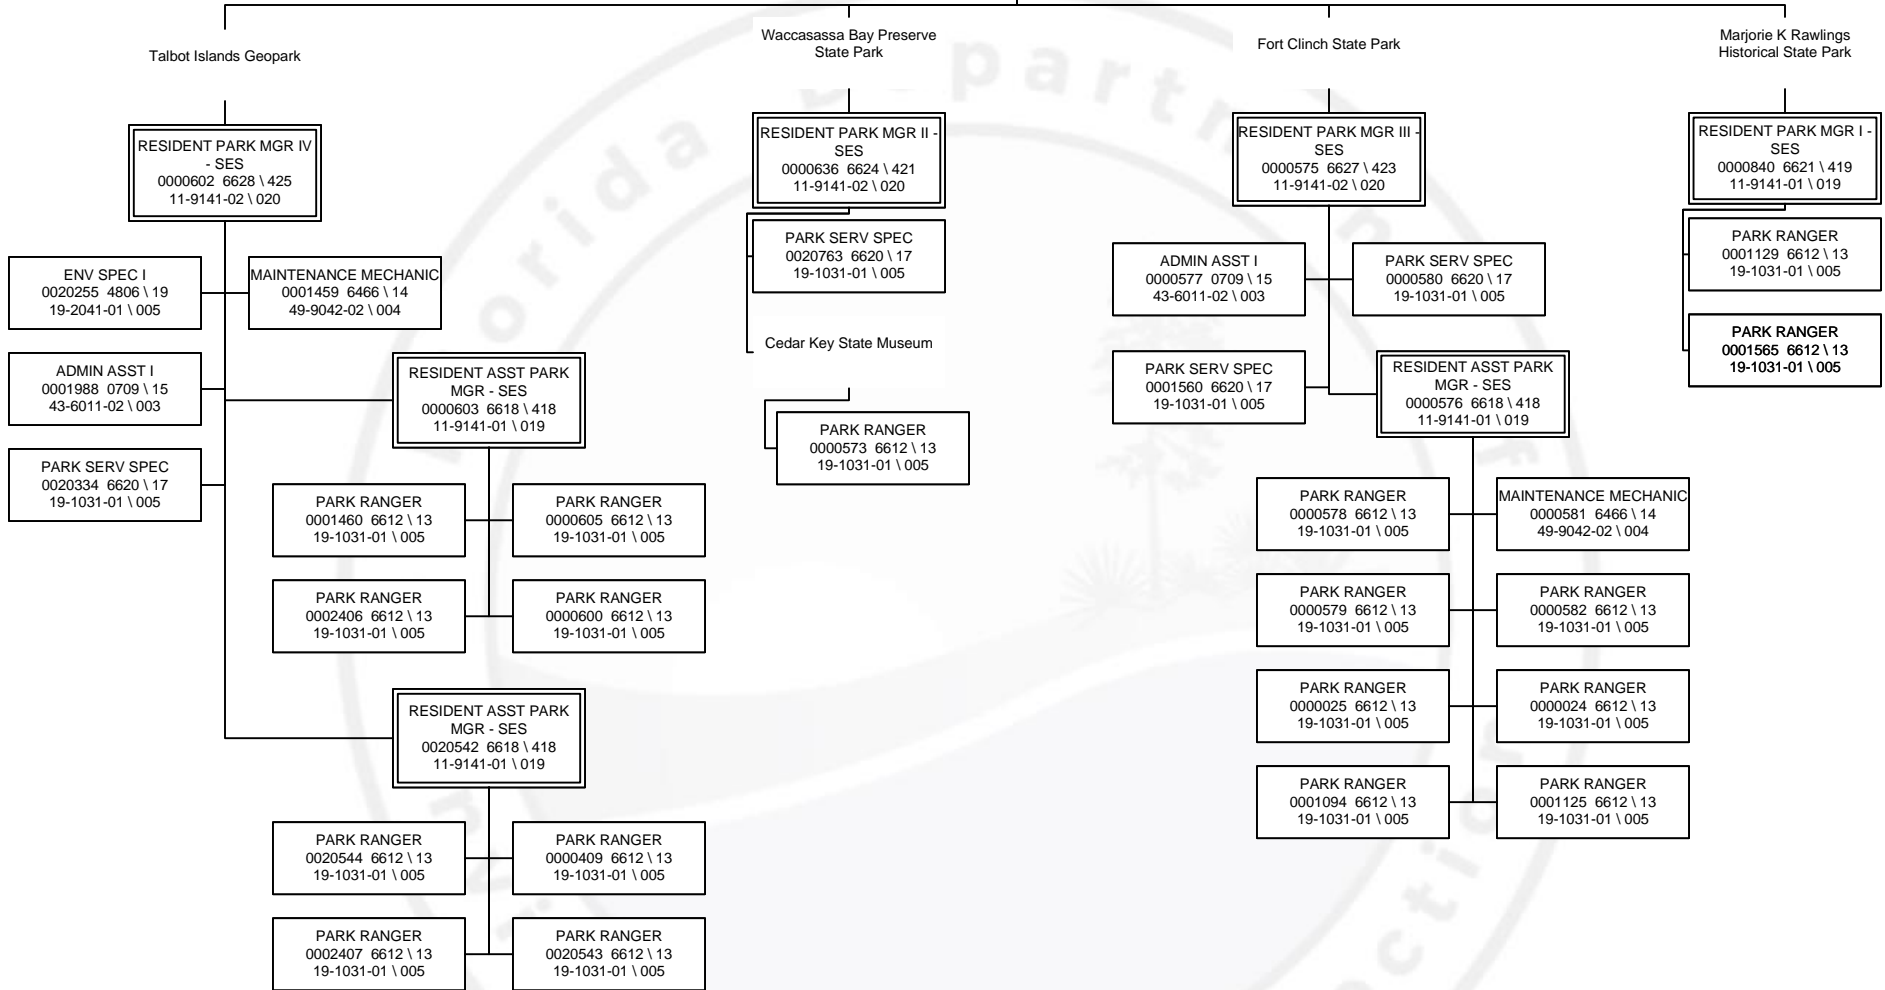 Talbot Islands Geopark
RESIDENT PARK MGR IV
- SES
0000602 6628 \ 425
11-9141-02 \ 020
ENV SPEC I
0020255 4806 \ 19
19-2041-01 \ 005
MAINTENANCE MECHANIC
0001459 6466 \ 14
49-9042-02 \ 004
ADMIN ASST I
0001988 0709 \ 15
43-6011-02 \ 003
PARK SERV SPEC
0020334 6620 \ 17
19-1031-01 \ 005
RESIDENT ASST PARK
MGR - SES
0000603 6618 \ 418
11-9141-01 \ 019
PARK RANGER
0001460 6612 \ 13
19-1031-01 \ 005
PARK RANGER
0000605 6612 \ 13
19-1031-01 \ 005
PARK RANGER
0002406 6612 \ 13
19-1031-01 \ 005
PARK RANGER
0000600 6612 \ 13
19-1031-01 \ 005
RESIDENT ASST PARK
MGR - SES
0020542 6618 \ 418
11-9141-01 \ 019
PARK RANGER
0020544 6612 \ 13
19-1031-01 \ 005
PARK RANGER
0000409 6612 \ 13
19-1031-01 \ 005
PARK RANGER
0002407 6612 \ 13
19-1031-01 \ 005
PARK RANGER
0020543 6612 \ 13
19-1031-01 \ 005
Waccasassa Bay Preserve
State Park
RESIDENT PARK MGR II -
SES
0000636 6624 \ 421
11-9141-02 \ 020
PARK SERV SPEC
0020763 6620 \ 17
19-1031-01 \ 005
Cedar Key State Museum
PARK RANGER
0000573 6612 \ 13
19-1031-01 \ 005
Fort Clinch State Park
RESIDENT PARK MGR III -
SES
0000575 6627 \ 423
11-9141-02 \ 020
ADMIN ASST I
0000577 0709 \ 15
43-6011-02 \ 003
PARK SERV SPEC
0000580 6620 \ 17
19-1031-01 \ 005
PARK SERV SPEC
0001560 6620 \ 17
19-1031-01 \ 005
RESIDENT ASST PARK
MGR - SES
0000576 6618 \ 418
11-9141-01 \ 019
PARK RANGER
0000578 6612 \ 13
19-1031-01 \ 005
MAINTENANCE MECHANIC
0000581 6466 \ 14
49-9042-02 \ 004
PARK RANGER
0000579 6612 \ 13
19-1031-01 \ 005
PARK RANGER
0000582 6612 \ 13
19-1031-01 \ 005
PARK RANGER
0000025 6612 \ 13
19-1031-01 \ 005
PARK RANGER
0000024 6612 \ 13
19-1031-01 \ 005
PARK RANGER
0001094 6612 \ 13
19-1031-01 \ 005
PARK RANGER
0001125 6612 \ 13
19-1031-01 \ 005
Marjorie K Rawlings
Historical State Park
RESIDENT PARK MGR I -
SES
0000840 6621 \ 419
11-9141-01 \ 019
PARK RANGER
0001129 6612 \ 13
19-1031-01 \ 005
PARK RANGER
0001565 6612 \ 13
19-1031-01 \ 005